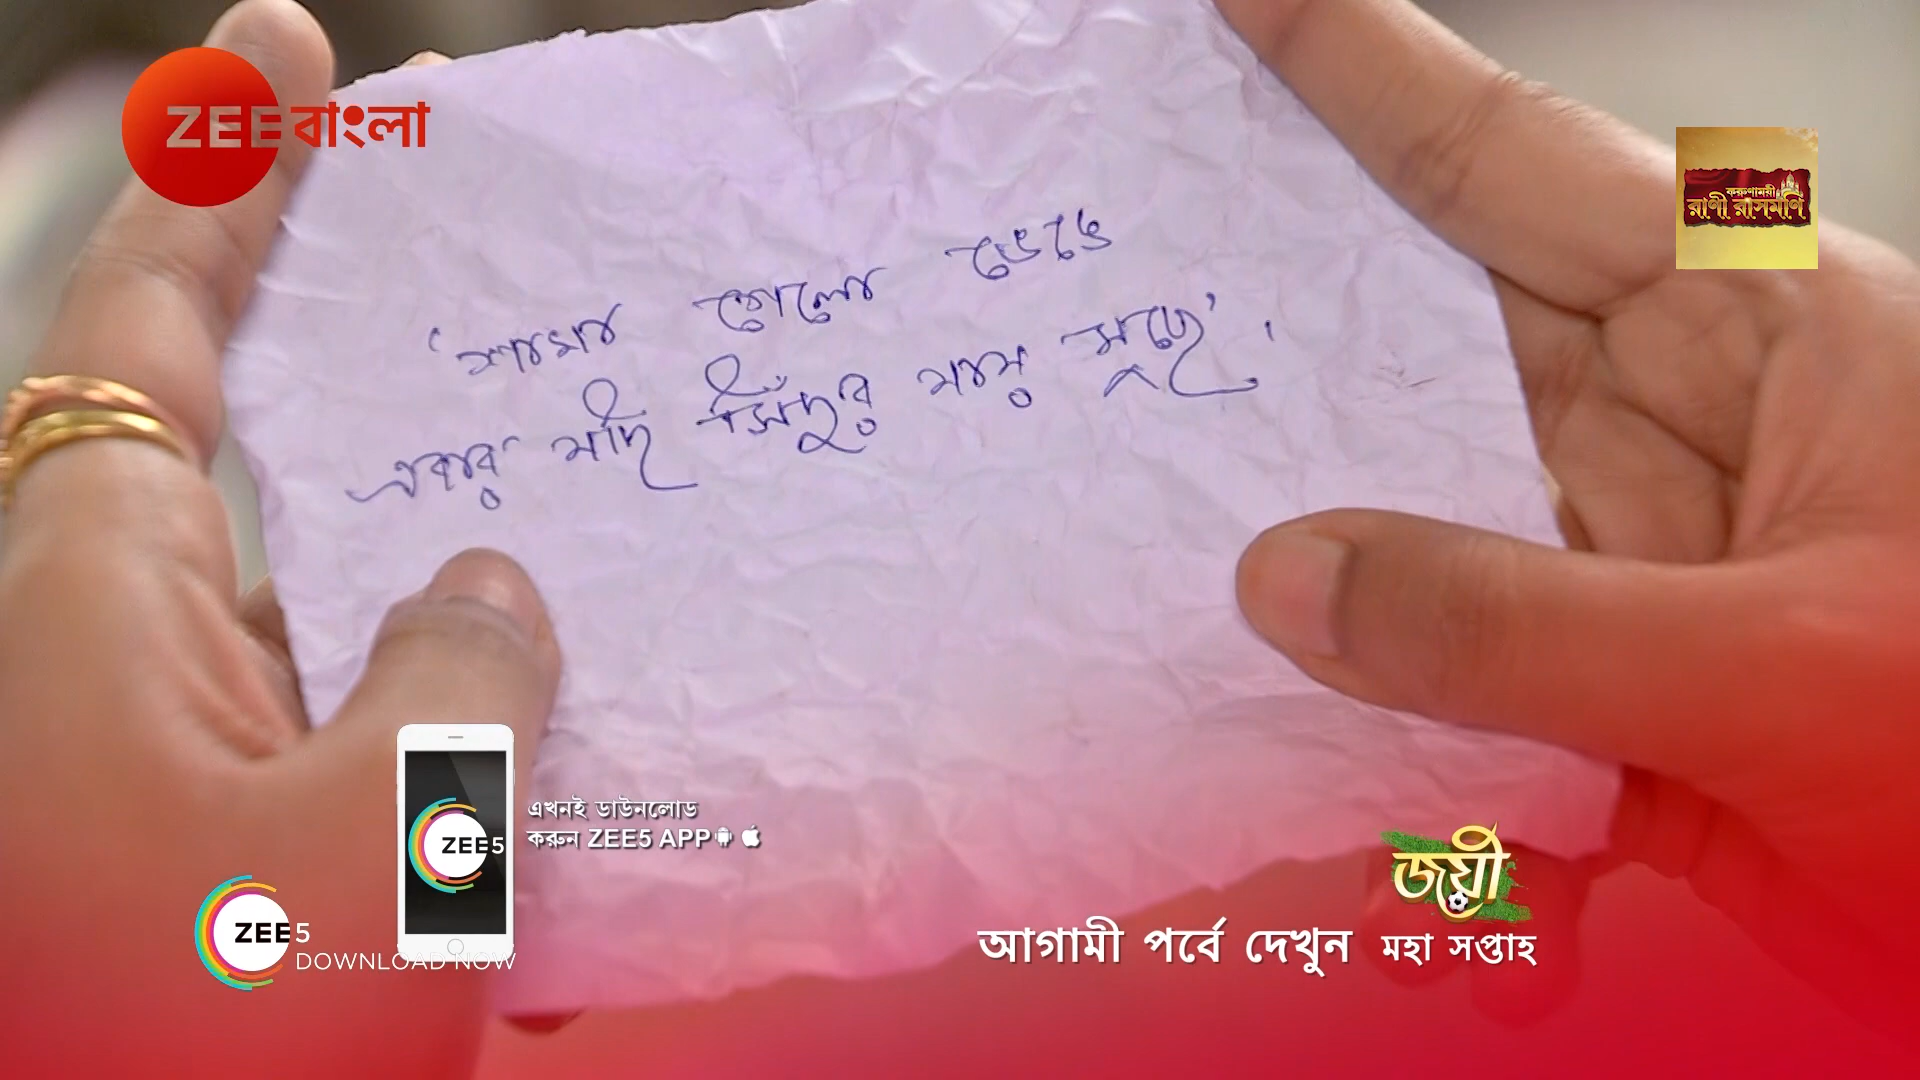 ZEE বাংলা
করুণাময়ী
রাণী রাসমণি
'শাখা গেলো ভেঙে
এবার যদি সিঁদুর যায় মুছে'।
এখনই ডাউনলোড
করুন ZEE5 APP
ZEE5
ZEE5
DOWNLOAD NOW
জয়ী
আগামী পর্বে দেখুন মহা সপ্তাহ